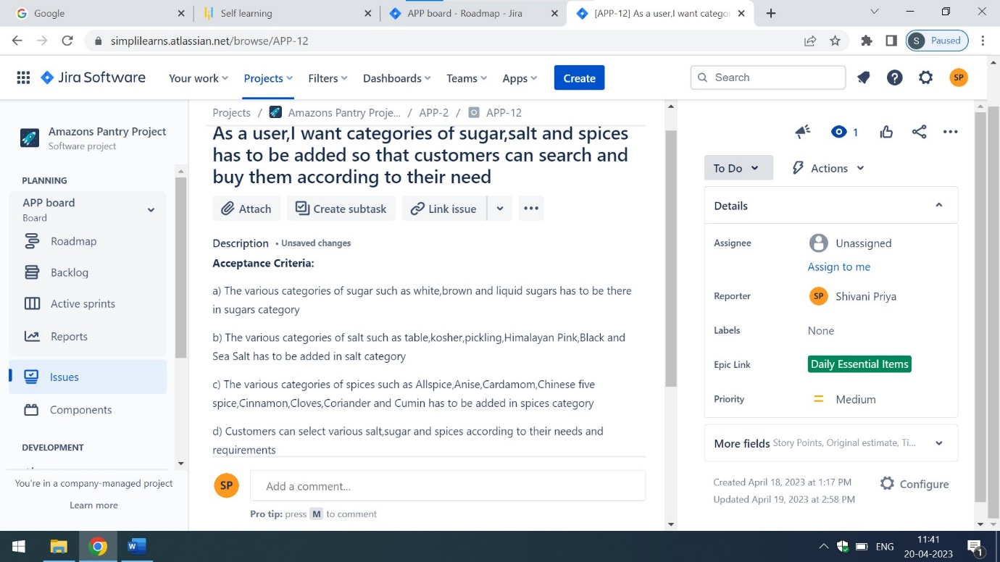 Google
Self learning
APP board - Roadmap - Jira
[APP-12] As a user,I want catego
simplilearns.atlassian.net/browse/APP-12
S
Paused
Jira Software
Your work
Projects
Filters
Dashboards
Teams
Apps
Create
Search
SP
Amazons Pantry Project
Software project
PLANNING
APP board
Board
Roadmap
Backlog
Active sprints
Reports
Issues
Components
DEVELOPMENT
You're in a company-managed project
Learn more
Projects / Amazons Pantry Proje... / APP-2 / APP-12
As a user,I want categories of sugar,salt and spices
has to be added so that customers can search and
buy them according to their need
Attach
Create subtask
Link issue
Description • Unsaved changes
Acceptance Criteria:
a) The various categories of sugar such as white,brown and liquid sugars has to be there
in sugars category
b) The various categories of salt such as table,kosher,pickling,Himalayan Pink,Black and
Sea Salt has to be added in salt category
c) The various categories of spices such as Allspice,Anise,Cardamom,Chinese five
spice,Cinnamon,Cloves,Coriander and Cumin has to be added in spices category
d) Customers can select various salt,sugar and spices according to their needs and
requirements
SP
Add a comment...
Pro tip: press M to comment
1
To Do
Actions
Details
Assignee
Unassigned
Assign to me
Reporter
SP
Shivani Priya
Labels
None
Epic Link
Daily Essential Items
Priority
Medium
More fields Story Points, Original estimate, Ti...
Created April 18, 2023 at 1:17 PM
Updated April 19, 2023 at 2:58 PM
Configure
W
ENG
11:41
20-04-2023
1